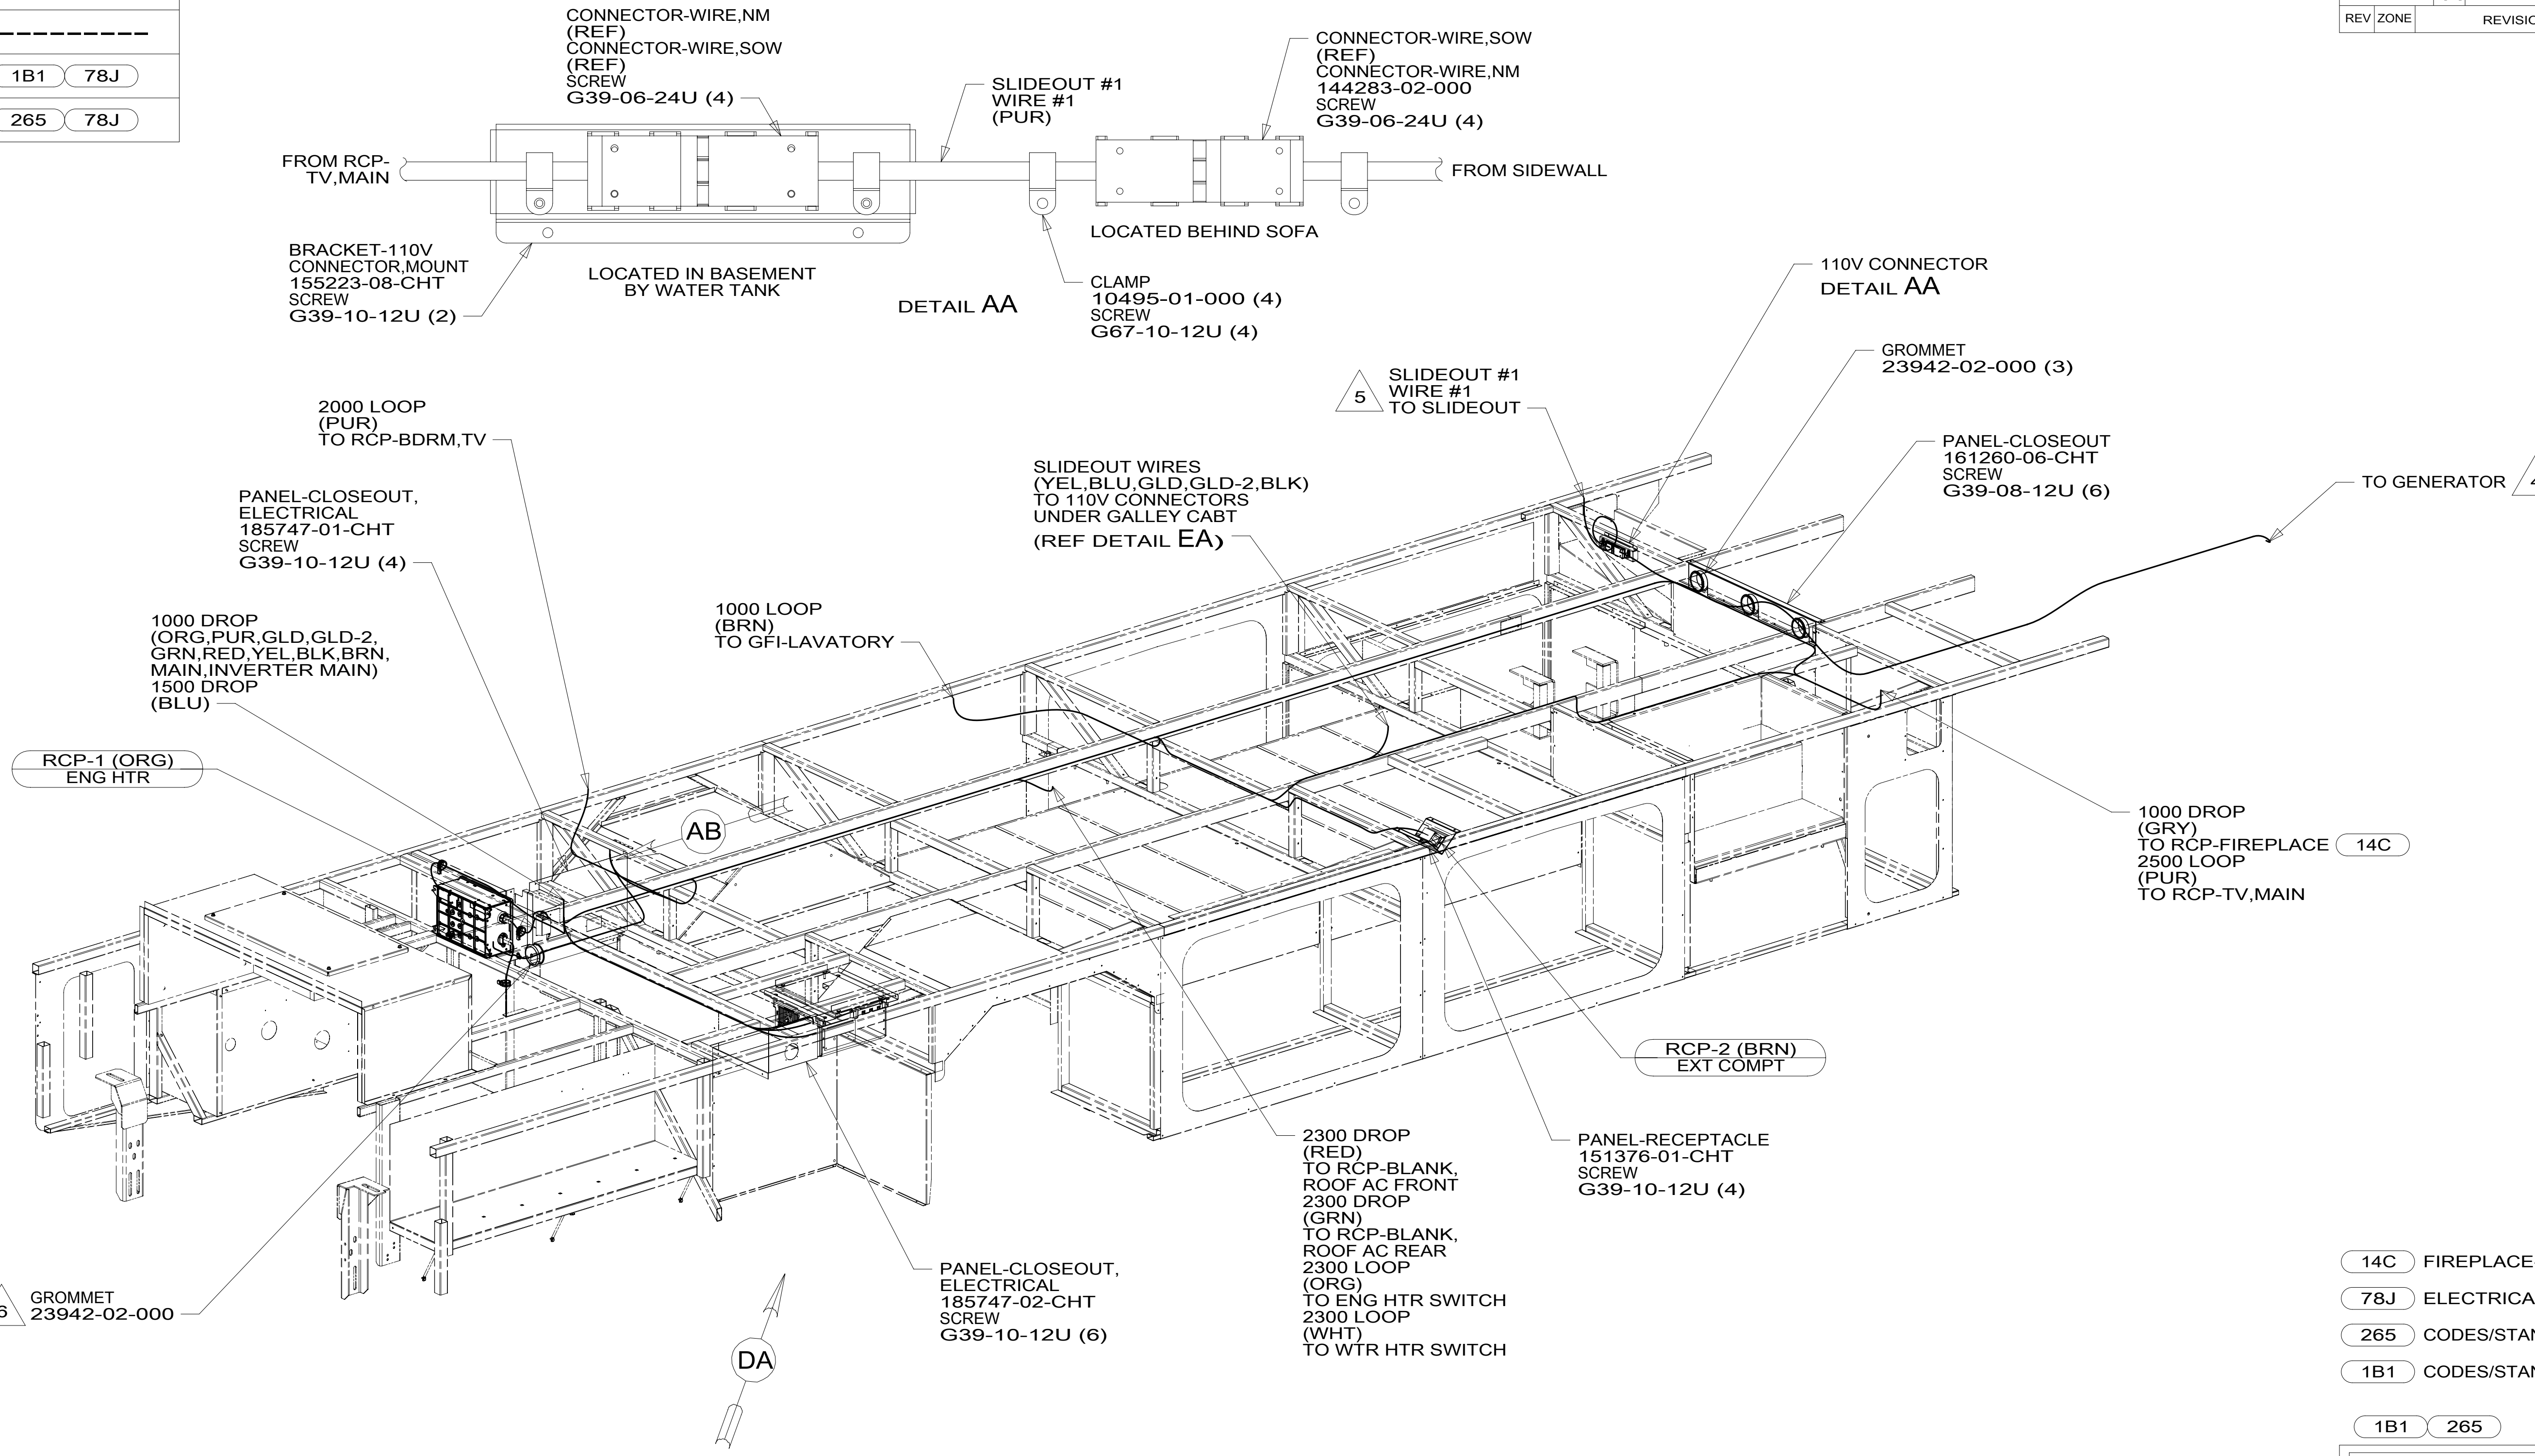 1B1 78J
265 78J
REV ZONE
CONNECTOR-WIRE,NM
(REF)
CONNECTOR-WIRE,SOW
(REF)
SCREW
G39-06-24U (4)
SLIDEOUT #1
WIRE #1
(PUR)
CONNECTOR-WIRE,SOW
(REF)
CONNECTOR-WIRE,NM
144283-02-000
SCREW
G39-06-24U (4)
FROM RCP-
TV,MAIN
FROM SIDEWALL
BRACKET-110V
CONNECTOR,MOUNT
155223-08-CHT
SCREW
G39-10-12U (2)
LOCATED IN BASEMENT
BY WATER TANK
DETAIL AA
LOCATED BEHIND SOFA
CLAMP
10495-01-000 (4)
SCREW
G67-10-12U (4)
110V CONNECTOR
DETAIL AA
GROMMET
23942-02-000 (3)
5
SLIDEOUT #1
WIRE #1
TO SLIDEOUT
PANEL-CLOSEOUT
161260-06-CHT
SCREW
G39-08-12U (6)
TO GENERATOR
2000 LOOP
(PUR)
TO RCP-BDRM,TV
SLIDEOUT WIRES
(YEL,BLU,GLD,GLD-2,BLK)
TO 110V CONNECTORS
UNDER GALLEY CABT
(REF DETAIL EA)
PANEL-CLOSEOUT,
ELECTRICAL
185747-01-CHT
SCREW
G39-10-12U (4)
1000 DROP
(ORG,PUR,GLD,GLD-2,
GRN,RED,YEL,BLK,BRN,
MAIN,INVERTER MAIN)
1500 DROP
(BLU)
1000 LOOP
(BRN)
TO GFI-LAVATORY
RCP-1 (ORG)
ENG HTR
AB
1000 DROP
(GRY)
TO RCP-FIREPLACE 14C
2500 LOOP
(PUR)
TO RCP-TV,MAIN
RCP-2 (BRN)
EXT COMPT
2300 DROP
(RED)
TO RCP-BLANK,
ROOF AC FRONT
2300 DROP
(GRN)
TO RCP-BLANK,
ROOF AC REAR
2300 LOOP
(ORG)
TO ENG HTR SWITCH
2300 LOOP
(WHT)
TO WTR HTR SWITCH
PANEL-RECEPTACLE
151376-01-CHT
SCREW
G39-10-12U (4)
PANEL-CLOSEOUT,
ELECTRICAL
185747-02-CHT
SCREW
G39-10-12U (6)
6
GROMMET
23942-02-000
DA
14C FIREPLACE
78J
265
1B1
1B1 265